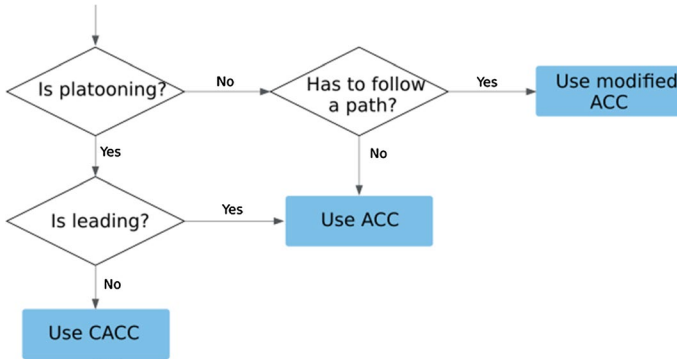 Is platooning?
No
Has to follow
a path?
Yes
Use modified
ACC
Yes
No
Is leading?
Yes
Use ACC
No
Use CACC